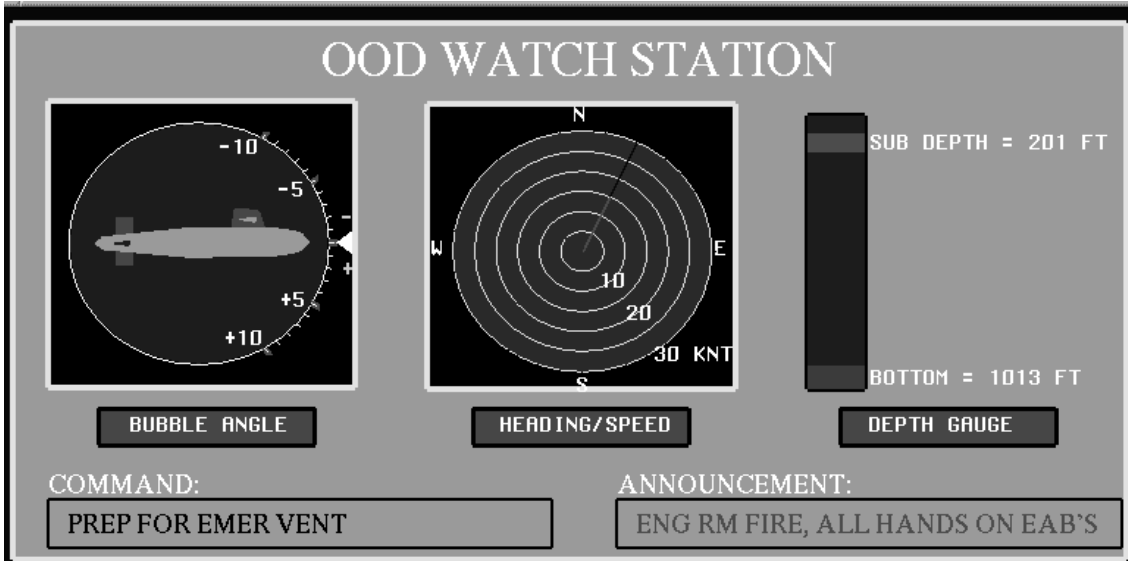 OOD WATCH STATION
-10
-5
-
+
+5
+10
N
W
E
10
20
30 KNT
S
SUB DEPTH = 201 FT
BOTTOM = 1013 FT
BUBBLE ANGLE
HEADING/SPEED
DEPTH GAUGE
COMMAND:
PREP FOR EMER VENT
ANNOUNCEMENT:
ENG RM FIRE, ALL HANDS ON EAB'S